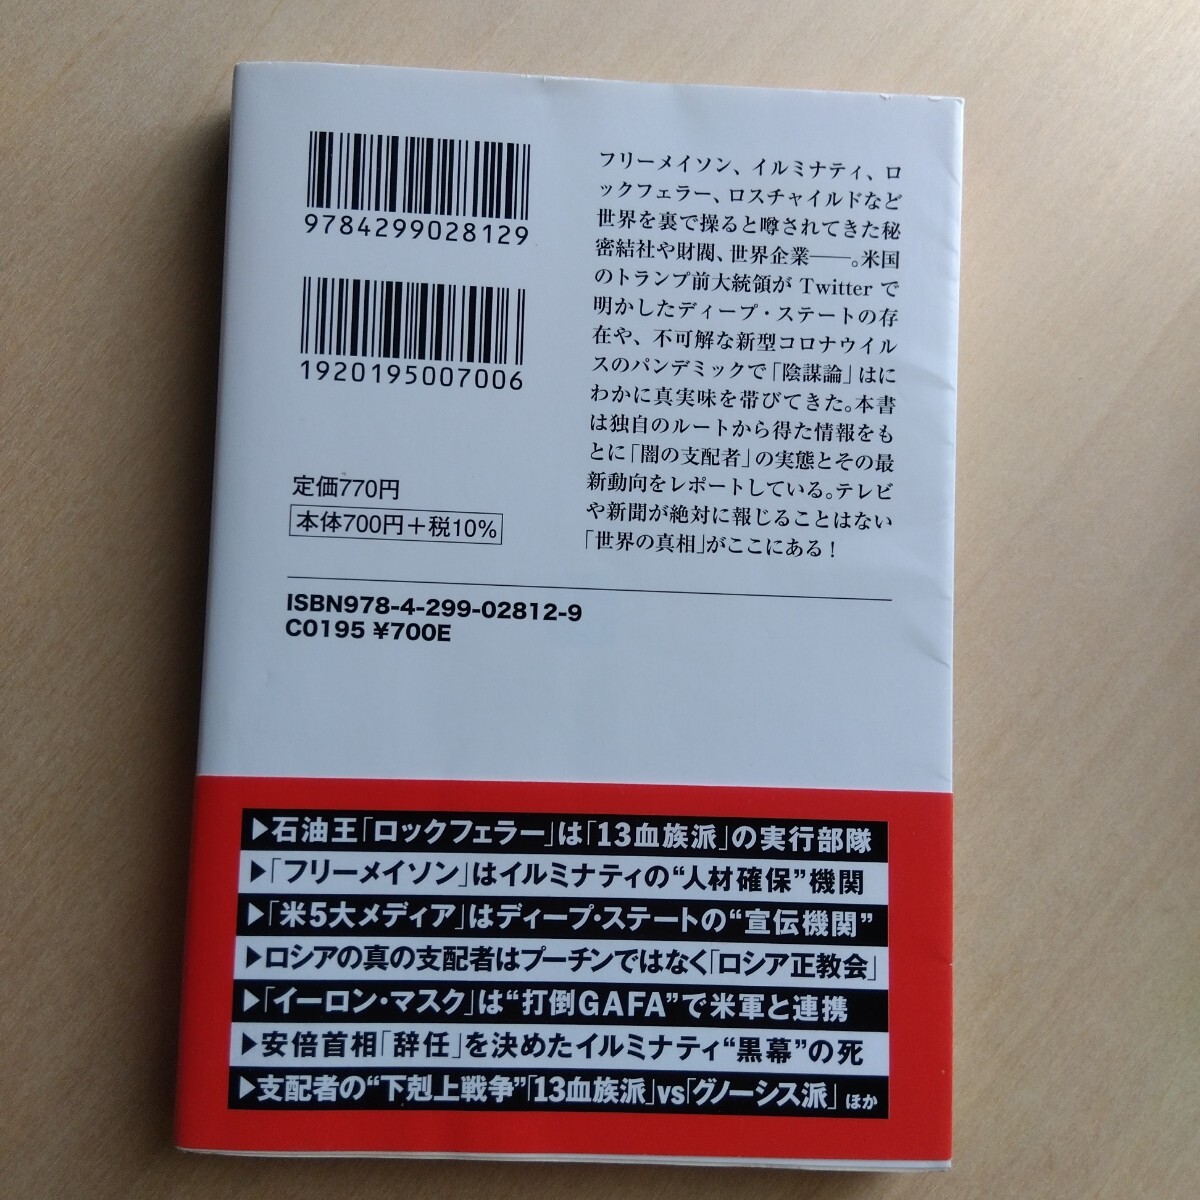 9784299028129
1920195007006
定価770円
本体700円+税10%
ISBN978-4-299-02812-9
C0195 ¥700E
フリーメイソン、イルミナティ、ロ
ックフェラー、ロスチャイルドなど
世界を裏で操ると噂されてきた秘
密結社や財閥、世界企業——。米国
のトランプ前大統領が Twitter で
明かしたディープ・ステートの存
在や、不可解な新型コロナウイル
スのパンデミックで「陰謀論」はに
わかに真実味を帯びてきた。本書
は独自のルートから得た情報をも
とに「闇の支配者」の実態とその最
新動向をレポートしている。テレビ
や新聞が絶対に報じることはない
「世界の真相」がここにある!
▶石油王「ロックフェラー」は「13血族派」の実行部隊
▶「フリーメイソン」はイルミナティの“人材確保”機関
▶「米5大メディア」はディープ・ステートの“宣伝機関”
▶ロシアの真の支配者はプーチンではなく「ロシア正教会」
▶「イーロン・マスク」は“打倒GAFA”で米軍と連携
▶安倍首相「辞任」を決めたイルミナティ“黒幕”の死
▶支配者の“下剋上戦争”「13血族派」vs「グノーシス派」 ほか